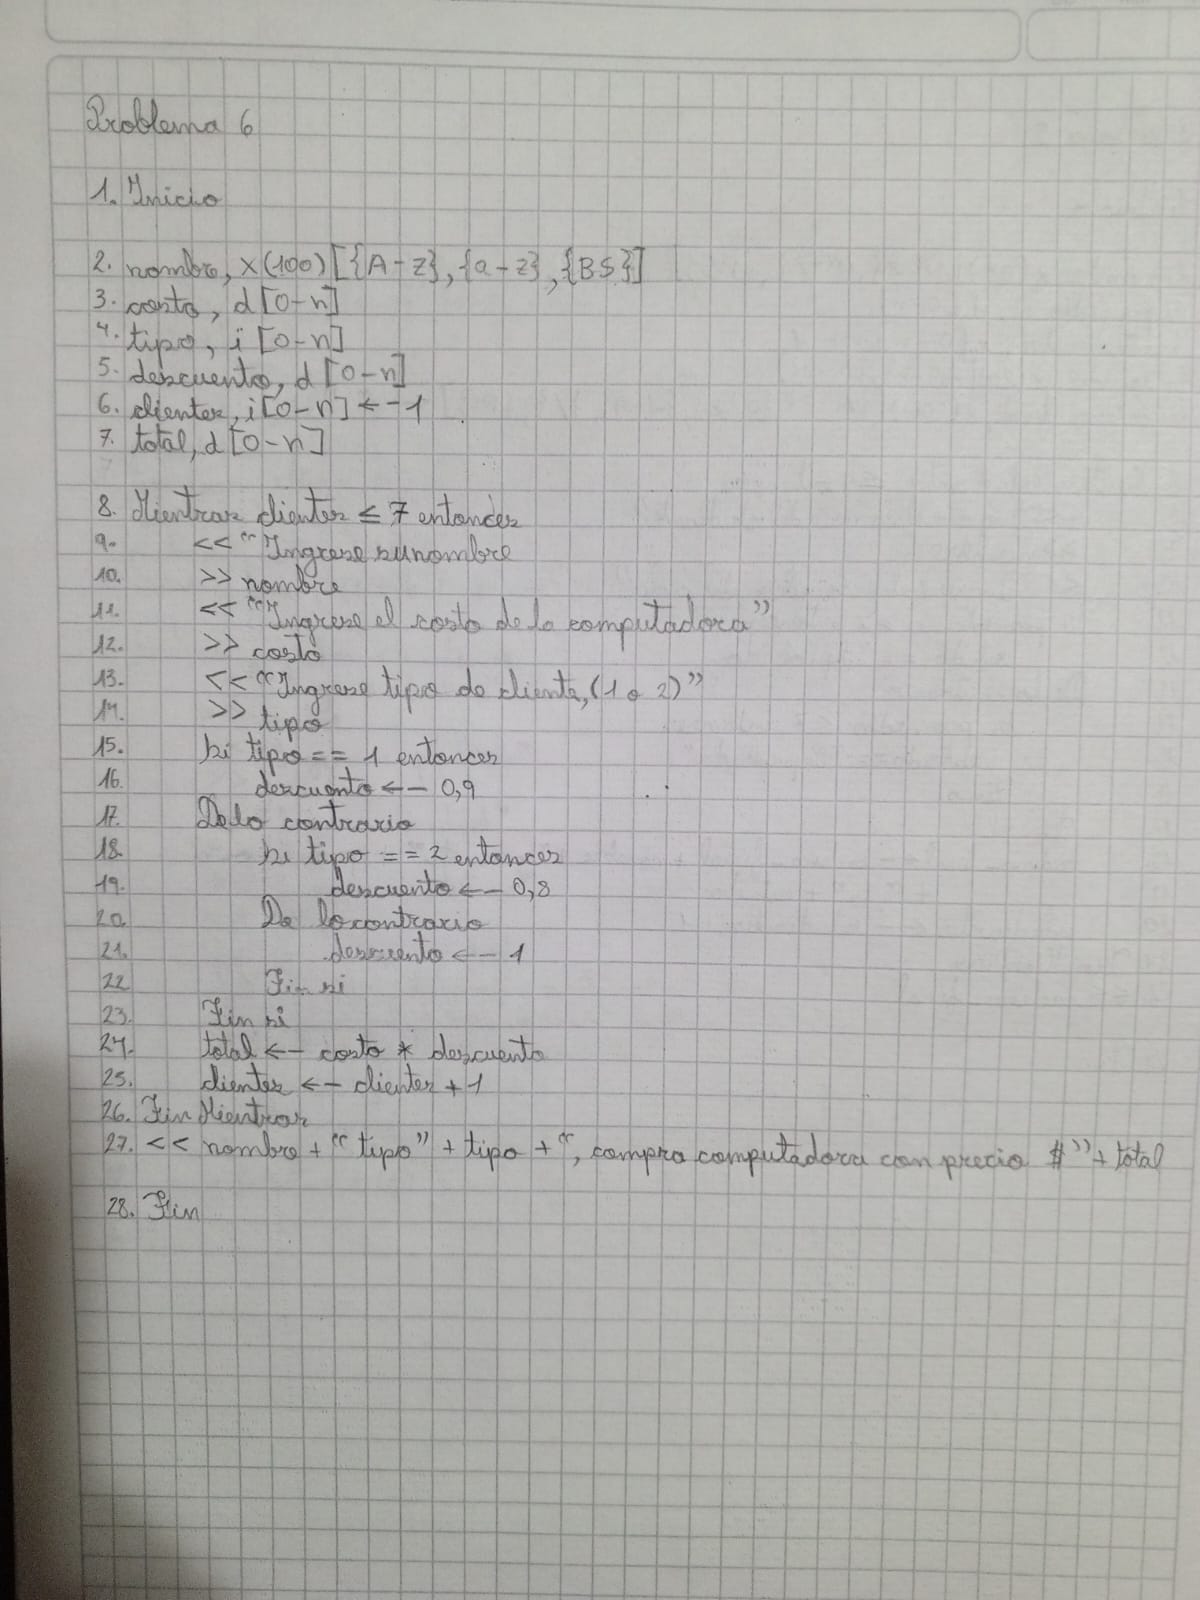 Problema 6
1. Inicio
2. nombre, X(100)[{A-Z},{a-z},{BS}]
3. costo, d[0-n]
4. tipo, i[0-n]
5. descuento, d[0-n]
6. clientes, i[0-n] <- 1
7. total, d[0-n]
8. Mientras clientes ≤ 7 entonces
9. << “Ingrese su nombre
10. >> nombre
11. << “Ingrese el costo de la computadora”
12. >> costo
13. << “Ingrese tipo de cliente, (1 o 2)”
14. >> tipo
15. Si tipo == 1 entonces
16. descuento <- 0,9
17. De lo contrario
18. Si tipo == 2 entonces
19. descuento <- 0,8
20. De lo contrario
21. descuento <- 1
22. Fin si
23. Fin si
24. total <- costo * descuento
25. clientes <- clientes + 1
26. Fin Mientras
27. << nombre + “ tipo” + tipo + “, compra computadora con precio $” + total
28. Fin